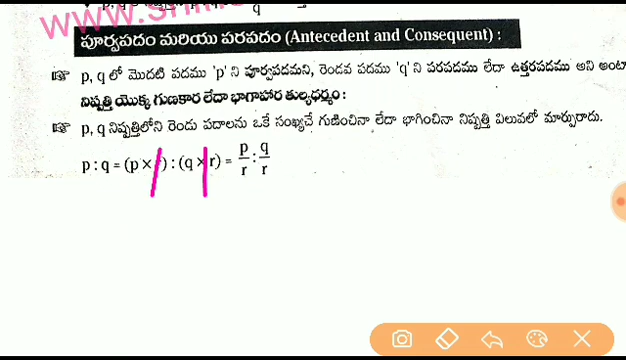 పూర్వపదం మరియు పరపదం (Antecedent and Consequent) :
☞ p, q లో మొదటి పదము 'p' ని పూర్వపదమని, రెండవ పదము 'q' ని పరపదము లేదా ఉత్తరపదము అని అంటా
నిష్పత్తి యొక్క గుణకార లేదా భాగాహార తుల్యధర్మం :
☞ p, q నిష్పత్తిలోని రెండు పదాలను ఒకే సంఖ్యచే గుణించినా లేదా భాగించినా నిష్పత్తి విలువలో మార్పురాదు.
p : q = (p × ) : (q × r) = p/r : q/r